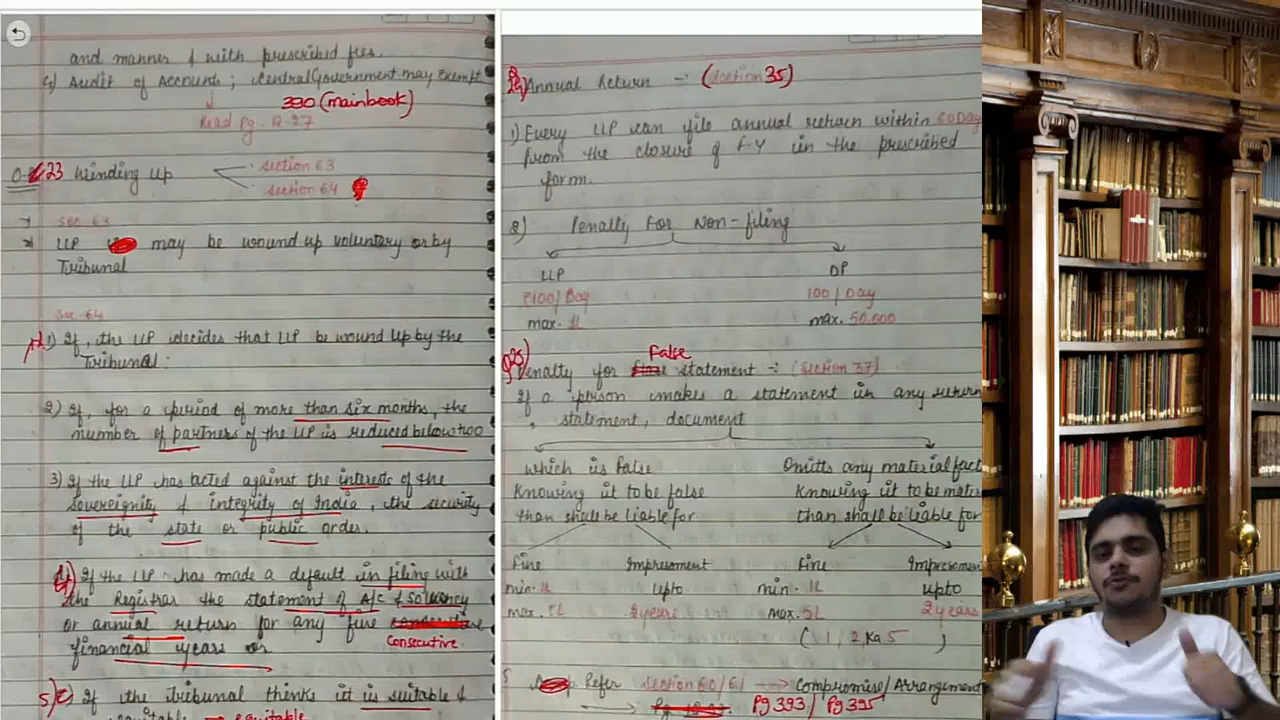 and manner & with prescribed fees.
4) Audit of Accounts; Central Government may exempt
330 (mainbook)
Read Pg. 12.27
23 Winding Up
Section 63
Section 64
Sec 63
LLP may be wound up voluntary or by
Tribunal
Sec 64
1) If, the LLP decides that LLP be wound up by the
Tribunal.
2) If, for a period of more than six months, the
number of partners of the LLP is reduced below two
3) If the LLP has acted against the interests of the
Sovereignity & integrity of India, the security
of the state or public order.
4) If the LLP has made a default in filing with
the Registrar the statement of A/c & Solvency
or annual return for any five
Consecutive
financial years or
5) If the tribunal thinks it is suitable &
equitable
Annual Return -: (Section 35)
1) Every LLP can file annual return within 60 Day
from the closure of F.Y in the prescribed
form.
2) Penalty For Non-filing
LLP DP
₹100/Day 100/Day
max. 1L max. 50,000
False
Penalty for statement -: (Section 37)
If a person makes a statement in any return
, statement, document
which is false Omits any material fact
Knowing it to be false Knowing it to be mate
than shall be liable for than shall be liable for
Fine Impresoment Fine Impresomen
min. 1L Upto min. 1L upto
max. 5L 2 years max. 5L 2 years
( 1, 2 Ka 5 )
Refer Section 60/61 → Compromise/Arrangement
Pg 393/Pg 395